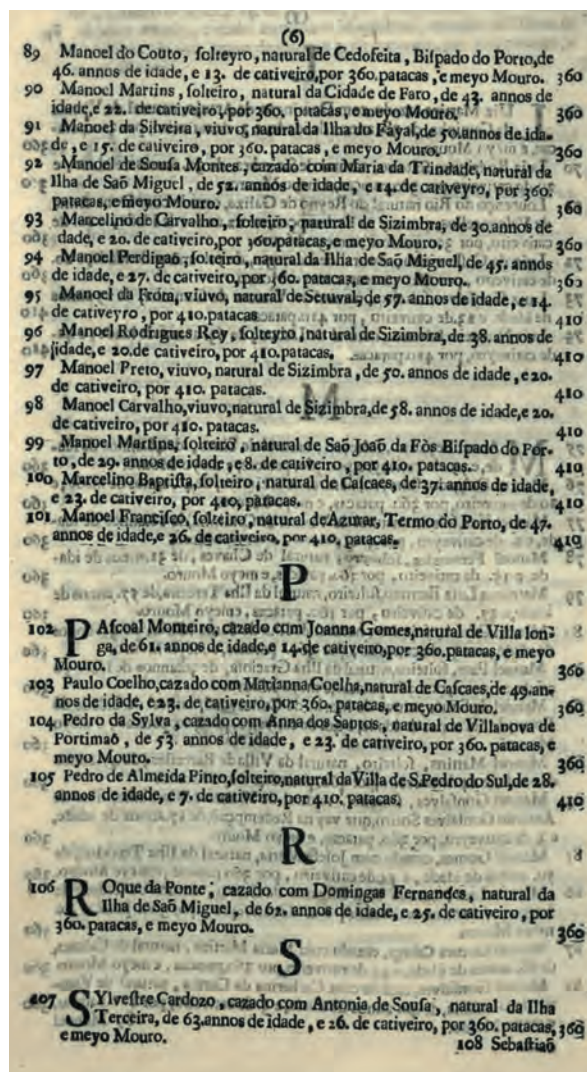 (6)
89 Manoel do Couto, ſolteyro, natural de Cedofeita, Biſpado do Porto, de
46. annos de idade, e 13. de cativeiro, por 360. patacas, e meyo Mouro. 360
90 Manoel Martins, ſolteiro, natural da Cidade de Faro, de 43. annos de
idade, e 22. de cativeiro, por 360. patacas, e meyo Mouro. 360
91 Manoel da Silveira, viuvo, natural da Ilha do Fayal, de 50. annos de ida-
de, e 15. de cativeiro, por 360. patacas, e meyo Mouro. 360
92 Manoel de Souſa Montes, cazado com Maria da Trindade, natural da
Ilha de Saõ Miguel, de 52. annos de idade, e 14. de cativeyro, por 360.
patacas, e meyo Mouro. 360
93 Marcelino de Carvalho, ſolteiro, natural de Sizimbra, de 30. annos de
dade, e 20. de cativeiro, por 360. patacas, e meyo Mouro. 360
94 Manoel Perdigaõ, ſolteiro, natural da Ilha de Saõ Miguel, de 45. annos
de idade, e 27. de cativeiro, por 360. patacas, e meyo Mouro. 360
95 Manoel da Frota, viuvo, natural de Setuval, de 57. annos de idade, e 14.
de cativeyro, por 410. patacas. 410
96 Manoel Rodrigues Rey, ſolteyro, natural de Sizimbra, de 38. annos de
idade, e 20. de cativeiro, por 410. patacas. 410
97 Manoel Preto, viuvo, natural de Sizimbra, de 50. annos de idade, e 20.
de cativeiro, por 410. patacas. 410
98 Manoel Carvalho, viuvo, natural de Sizimbra, de 58. annos de idade, e 20.
de cativeiro, por 410. patacas. 410
99 Manoel Martins, ſolteiro, natural de Saõ Joaõ da Fòs Biſpado do Por-
to, de 29. annos de idade, e 8. de cativeiro, por 410. patacas. 410
100 Marcelino Baptiſta, ſolteiro, natural de Caſcaes, de 37. annos de idade,
e 23. de cativeiro, por 410, patacas. 410
101 Manoel Franciſco, ſolteiro, natural de Azurar, Termo do Porto, de 47.
annos de idade, e 26. de cativeiro, por 410. patacas. 410
P
102 PAſcoal Monteiro, cazado com Joanna Gomes, natural de Villa lon-
ga, de 61. annos de idade, e 14. de cativeiro, por 360. patacas, e meyo
Mouro. 360
103 Paulo Coelho, cazado com Marianna Coelha, natural de Caſcaes, de 49. an-
nos de idade, e 23. de cativeiro, por 360. patacas, e meyo Mouro. 360
104 Pedro da Sylva, cazado com Anna dos Santos, natural de Villanova de
Portimaõ, de 53 annos de idade, e 23. de cativeiro, por 360. patacas, e
meyo Mouro. 360
105 Pedro de Almeida Pinto, ſolteiro, natural da Villa de S. Pedro do Sul, de 28.
annos de idade, e 7. de cativeiro, por 410. patacas. 410
R
106 ROque da Ponte, cazado com Domingas Fernandes, natural da
Ilha de Saõ Miguel, de 62. annos de idade, e 25. de cativeiro, por
360. patacas, e meyo Mouro. 360
S
107 SYlveſtre Cardozo, cazado com Antonia de Souſa, natural da Ilha
Terceira, de 63. annos de idade, e 26. de cativeiro, por 360. patacas, 360
e meyo Mouro.
108 Sebaſtiaõ